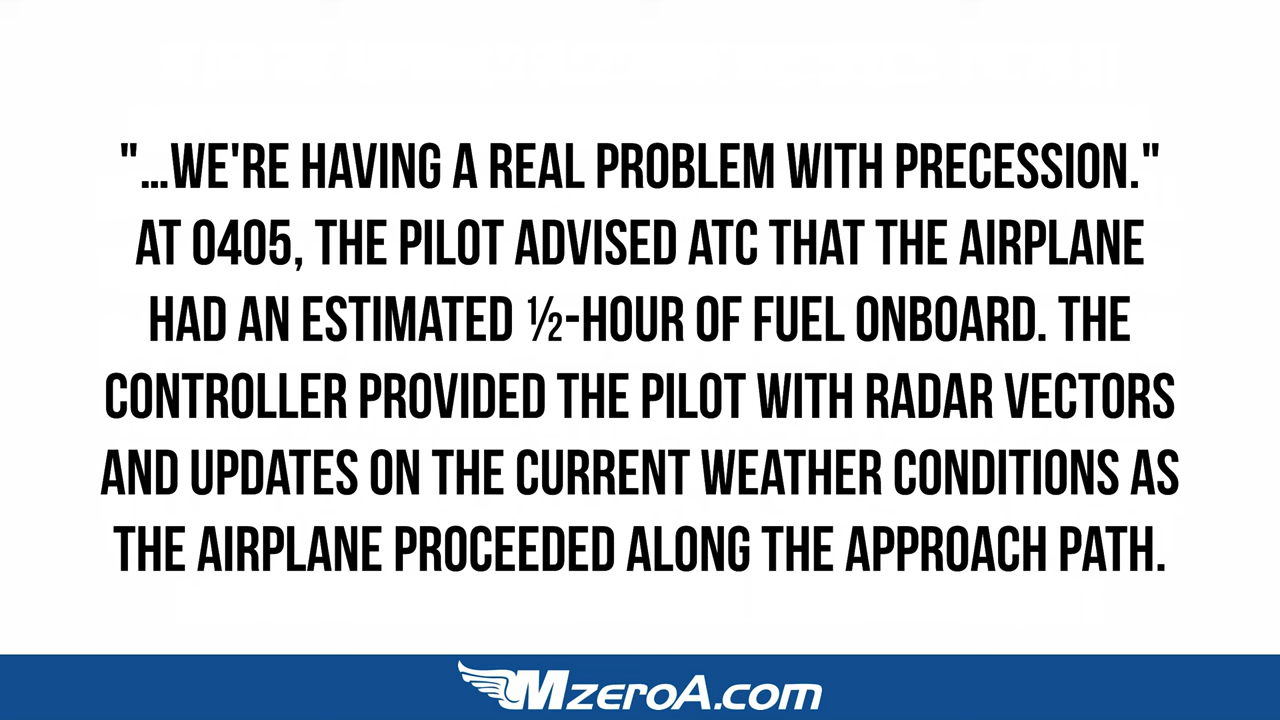 "...WE'RE HAVING A REAL PROBLEM WITH PRECESSION."
AT 0405, THE PILOT ADVISED ATC THAT THE AIRPLANE
HAD AN ESTIMATED ½-HOUR OF FUEL ONBOARD. THE
CONTROLLER PROVIDED THE PILOT WITH RADAR VECTORS
AND UPDATES ON THE CURRENT WEATHER CONDITIONS AS
THE AIRPLANE PROCEEDED ALONG THE APPROACH PATH.
MzeroA.com